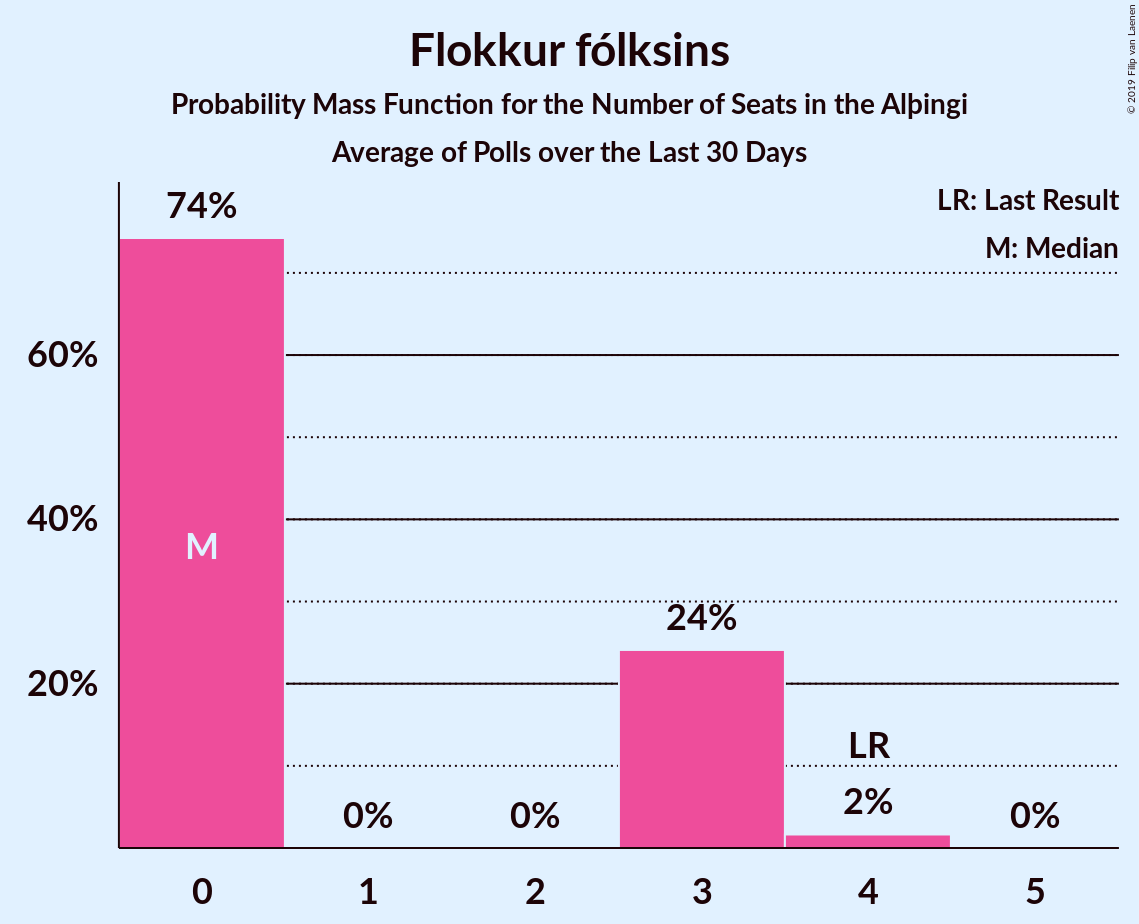 Flokkur fólksins
Probability Mass Function for the Number of Seats in the Alþingi
Average of Polls over the Last 30 Days
© 2019 Filip van Laenen
LR: Last Result
M: Median
74%
60%
40%
M
24%
20%
LR
2%
0%
0%
0%
0 1 2 3 4 5